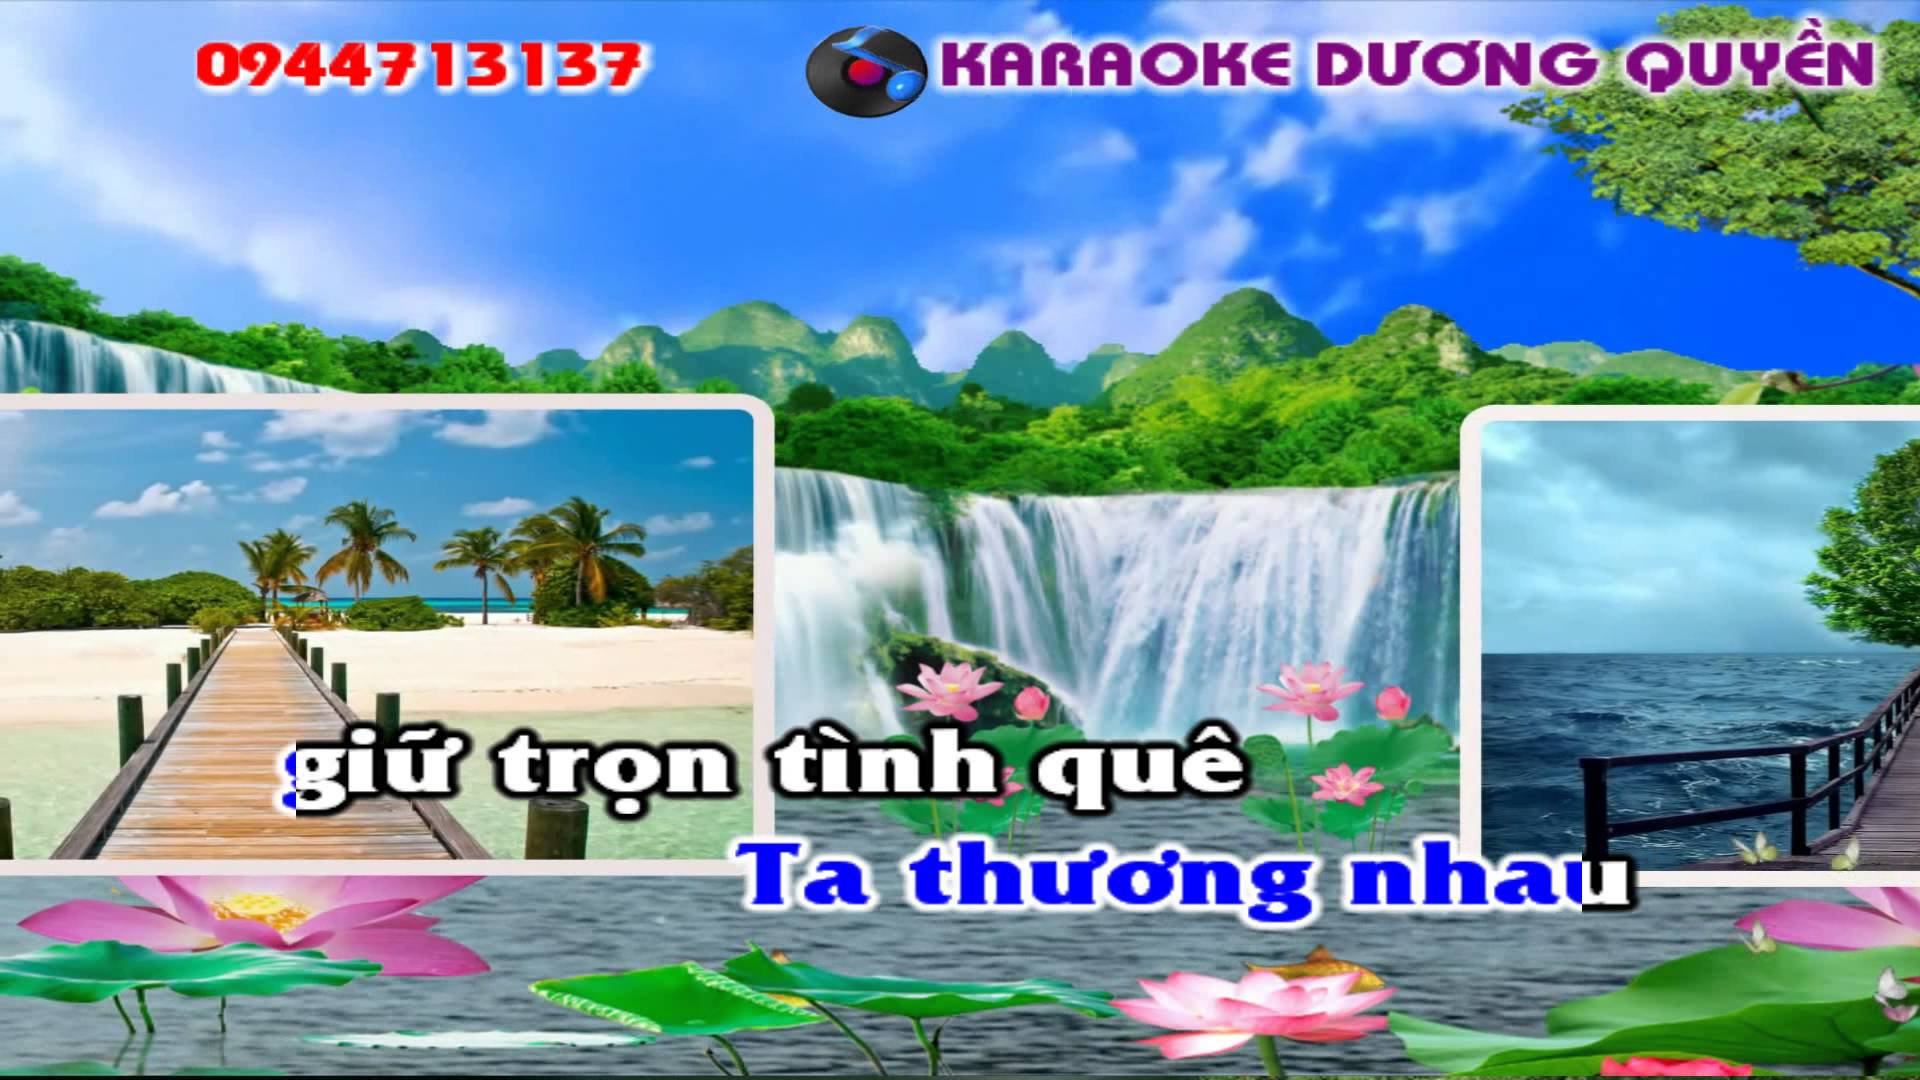 0944713137
KARAOKE DƯƠNG QUYỀN
giữ trọn tình quê
Ta thương nhau